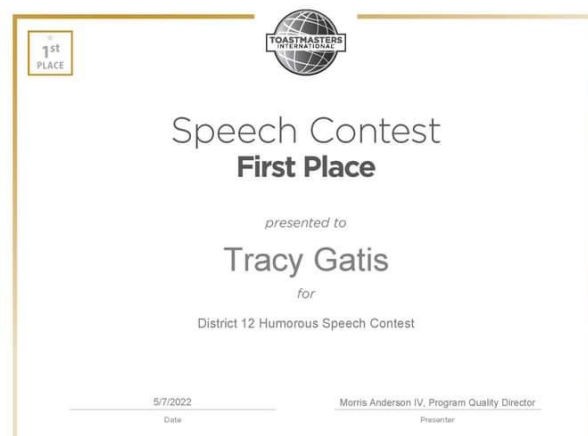 1st
PLACE
TOASTMASTERS
INTERNATIONAL
Speech Contest
First Place
presented to
Tracy Gatis
for
District 12 Humorous Speech Contest
5/7/2022
Date
Morris Anderson IV, Program Quality Director
Presenter